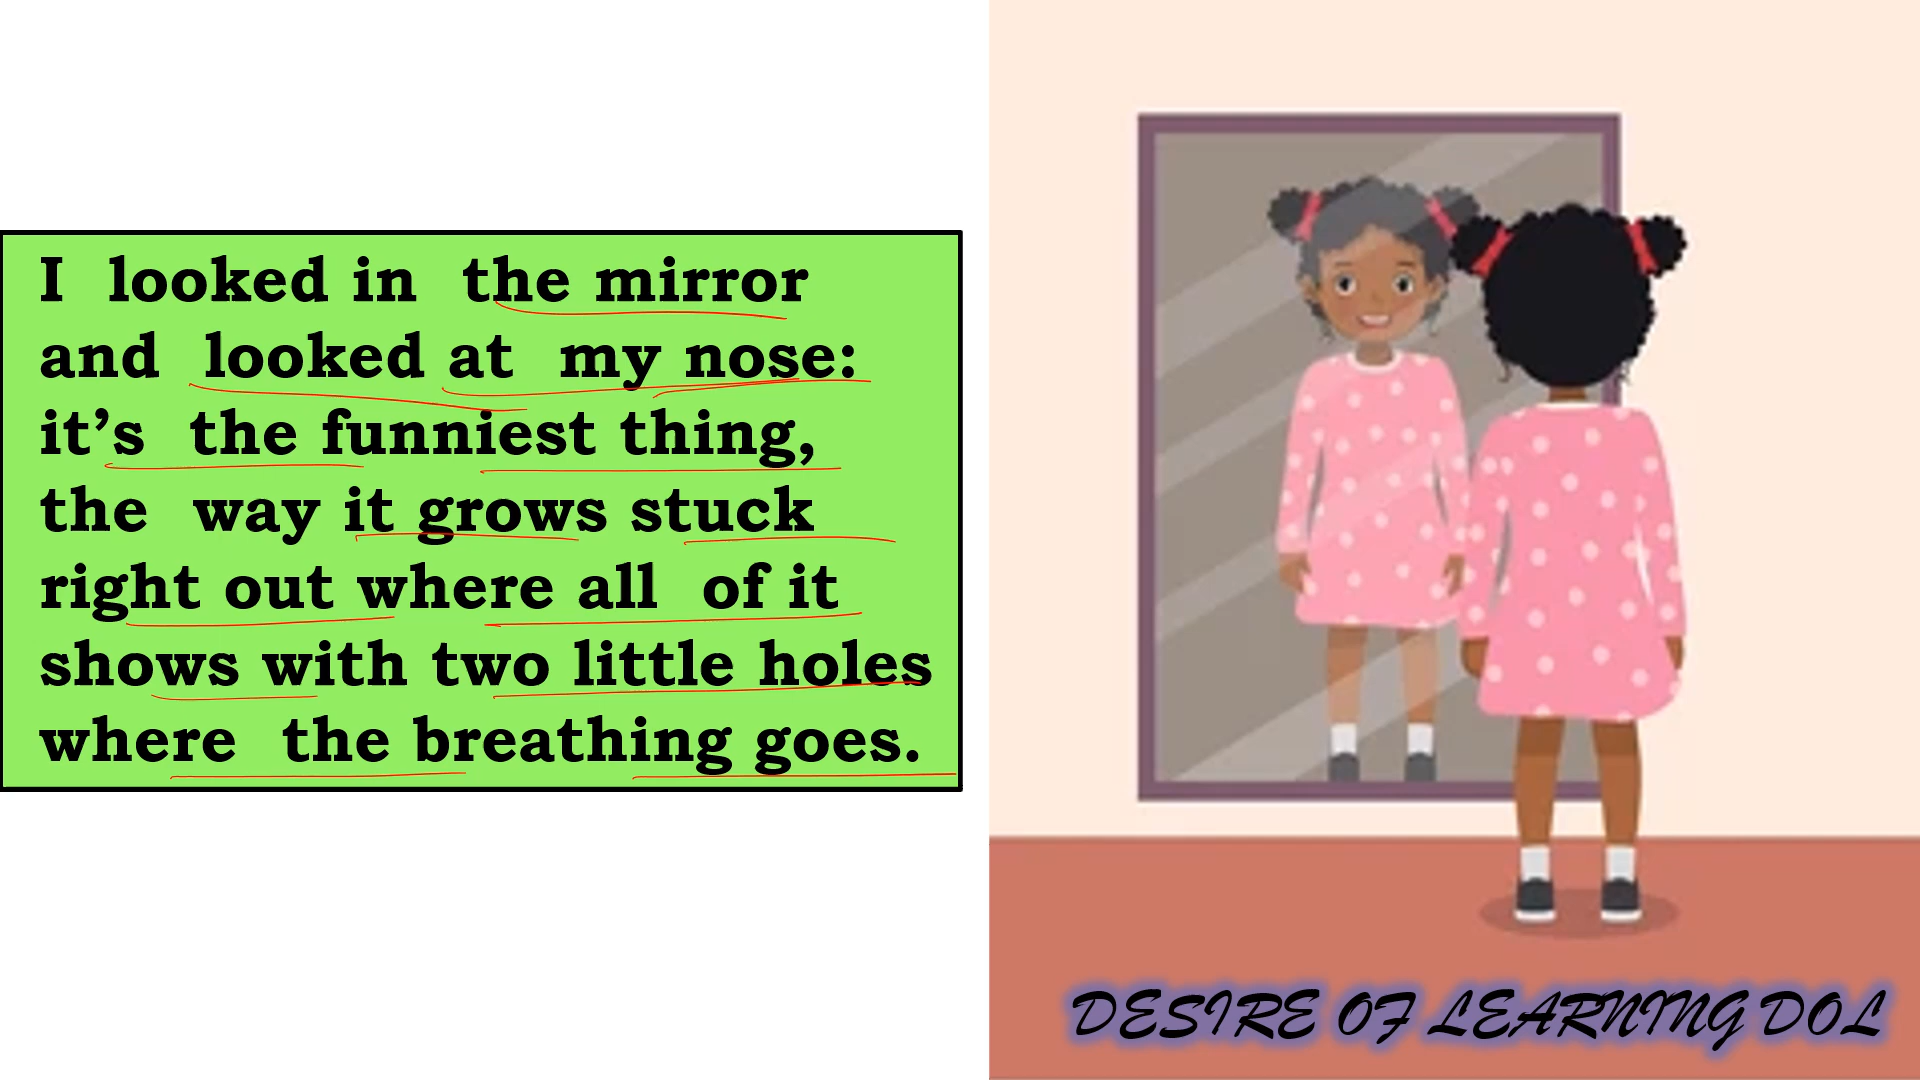 I looked in the mirror
and looked at my nose:
it’s the funniest thing,
the way it grows stuck
right out where all of it
shows with two little holes
where the breathing goes.
DESIRE OF LEARNING DOL